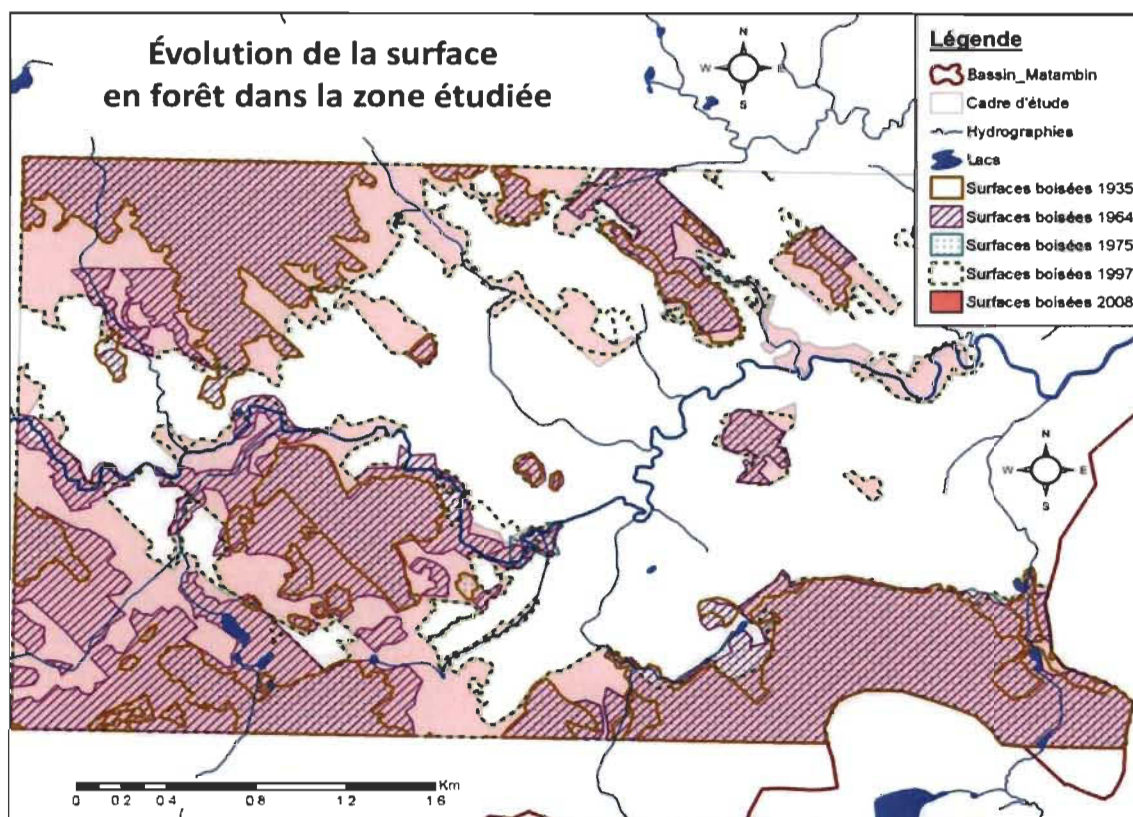 Évolution de la surface
en forêt dans la zone étudiée
N
W E
S
Légende
Bassin_Matambin
Cadre d'étude
Hydrographies
Lacs
Surfaces boisées 1935
Surfaces boisées 1964
Surfaces boisées 1975
Surfaces boisées 1997
Surfaces boisées 2008
N
W E
S
Km
0 0.2 0.4 0.8 1.2 1.6